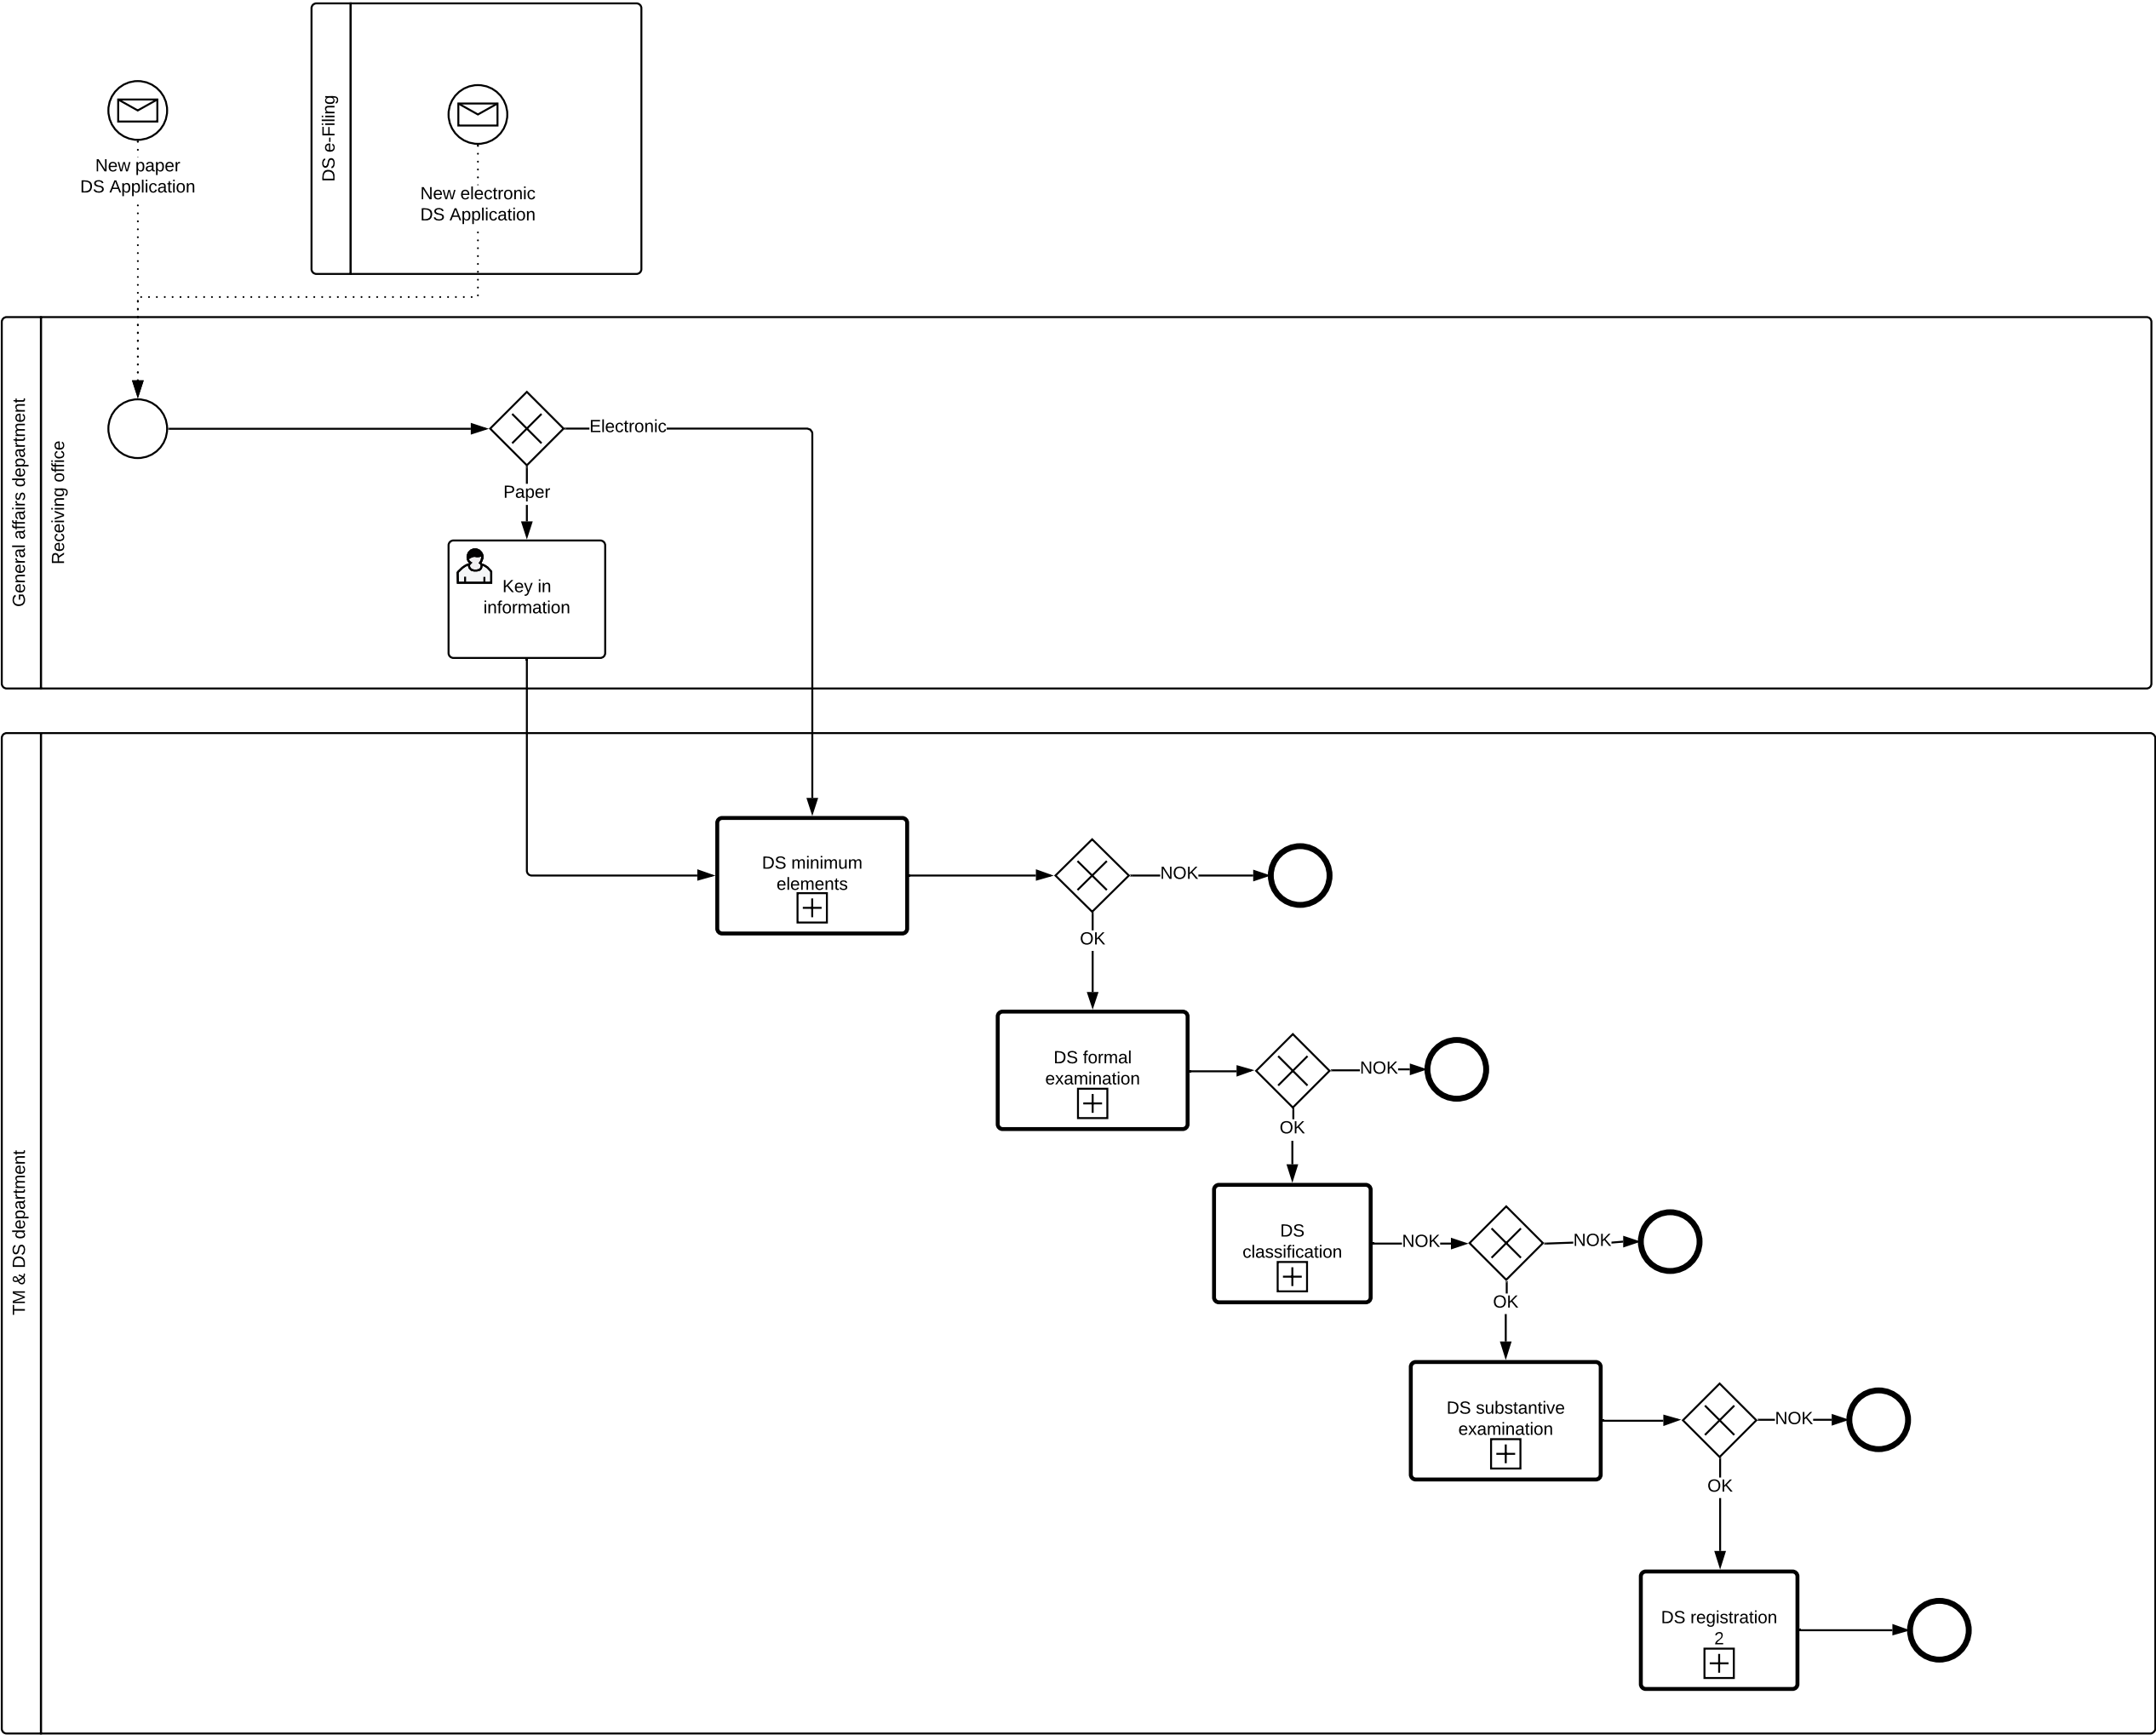 New paper
DS Application
DS e-Filing
New electronic
DS Application
General affairs department
Receiving office
Electronic
Paper
Key in
information
TM & DS department
DS minimum
elements
NOK
OK
DS formal
examination
NOK
OK
DS
classification
NOK
NOK
OK
DS substantive
examination
NOK
OK
DS registration
2